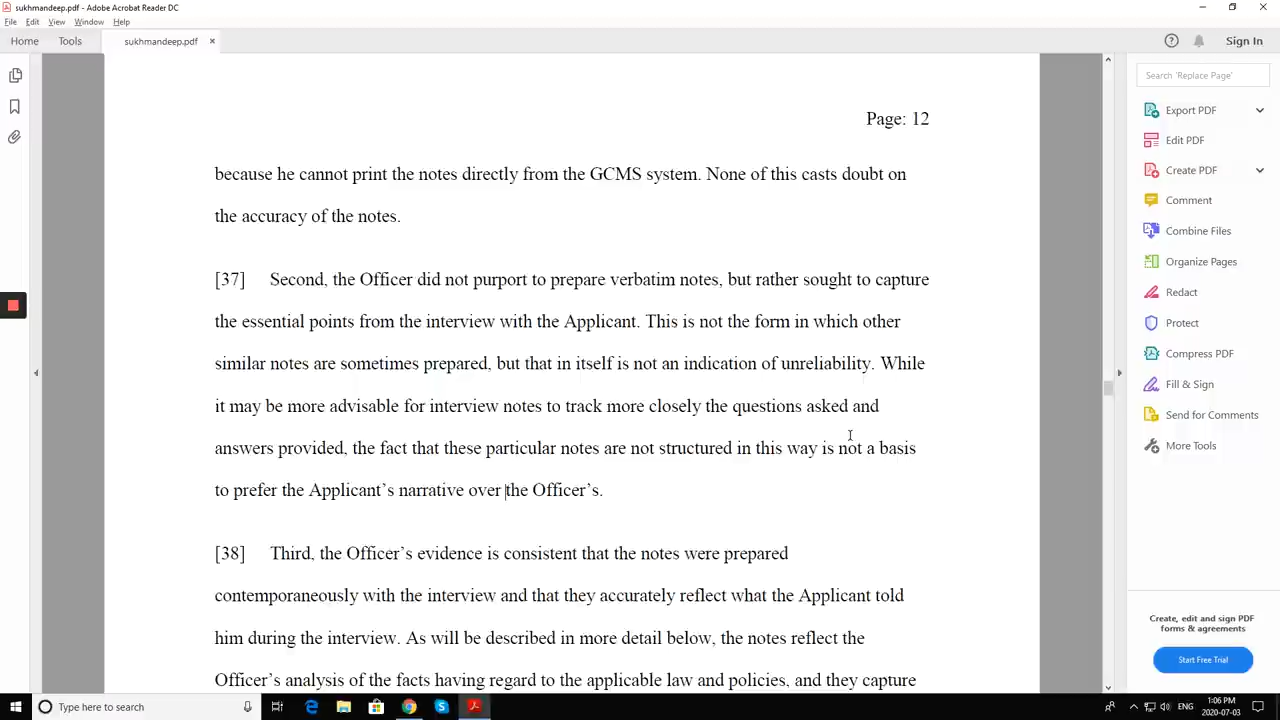 sukhmandeep.pdf - Adobe Acrobat Reader DC
File Edit View Window Help
Home Tools sukhmandeep.pdf × Sign In
Search 'Replace Page'
Page: 12
because he cannot print the notes directly from the GCMS system. None of this casts doubt on
the accuracy of the notes.
[37] Second, the Officer did not purport to prepare verbatim notes, but rather sought to capture
the essential points from the interview with the Applicant. This is not the form in which other
similar notes are sometimes prepared, but that in itself is not an indication of unreliability. While
it may be more advisable for interview notes to track more closely the questions asked and
answers provided, the fact that these particular notes are not structured in this way is not a basis
to prefer the Applicant's narrative over the Officer's.
[38] Third, the Officer's evidence is consistent that the notes were prepared
contemporaneously with the interview and that they accurately reflect what the Applicant told
him during the interview. As will be described in more detail below, the notes reflect the
Officer's analysis of the facts having regard to the applicable law and policies, and they capture
Export PDF
Edit PDF
Create PDF
Comment
Combine Files
Organize Pages
Redact
Protect
Compress PDF
Fill & Sign
Send for Comments
More Tools
Create, edit and sign PDF
forms & agreements
Start Free Trial
Type here to search
ENG
1:06 PM
2020-07-03